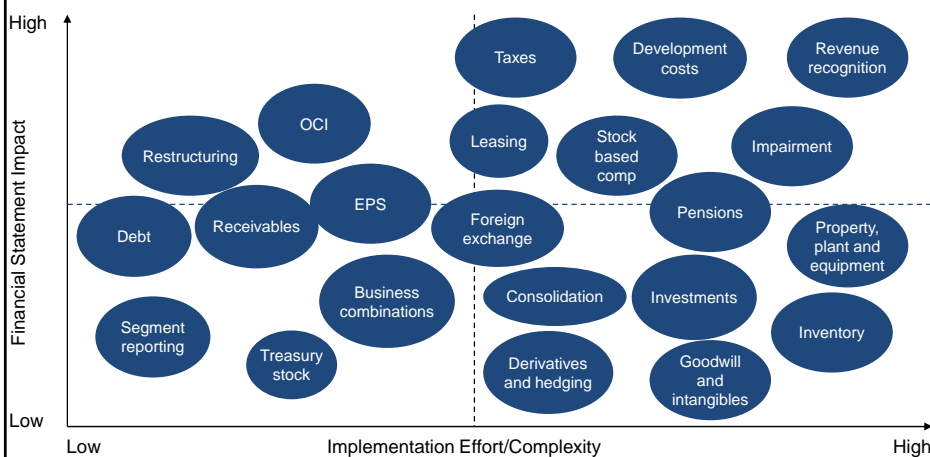 High
Financial Statement Impact
Low
Taxes
Development
costs
Revenue
recognition
OCI
Restructuring
Leasing
Stock
based
comp
Impairment
Debt
Receivables
EPS
Foreign
exchange
Pensions
Property,
plant and
equipment
Business
combinations
Consolidation
Investments
Segment
reporting
Treasury
stock
Derivatives
and hedging
Goodwill
and
intangibles
Inventory
Low
Implementation Effort/Complexity
High